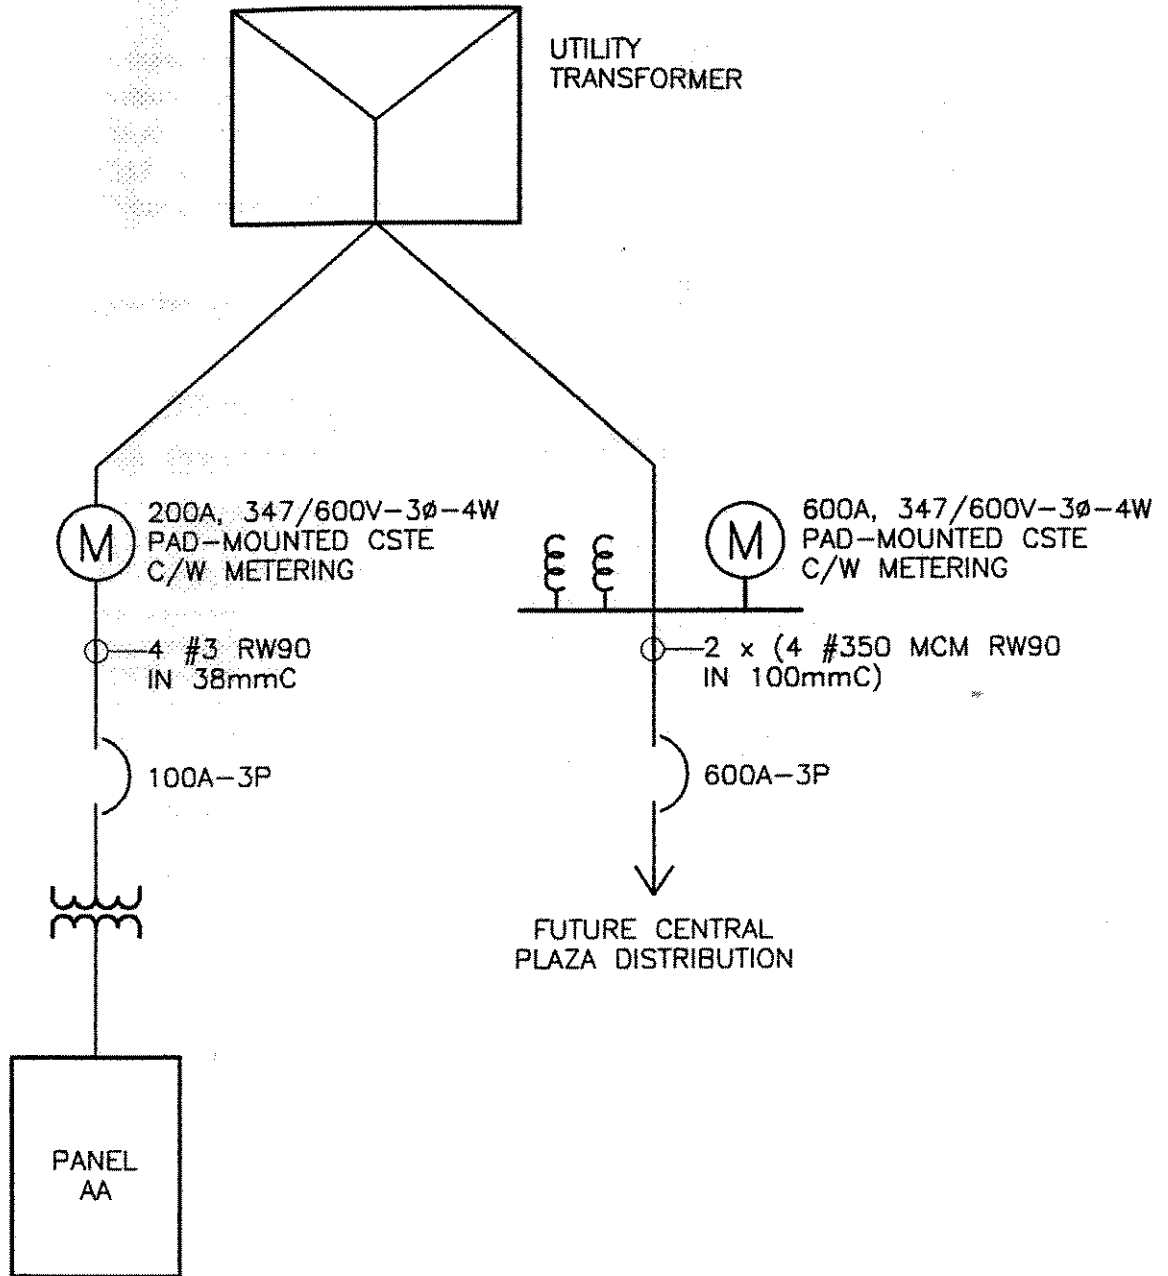 UTILITY
TRANSFORMER
M
200A, 347/600V-3ø-4W
PAD-MOUNTED CSTE
C/W METERING
M
600A, 347/600V-3ø-4W
PAD-MOUNTED CSTE
C/W METERING
4 #3 RW90
IN 38mmC
2 x (4 #350 MCM RW90
IN 100mmC)
100A-3P
600A-3P
FUTURE CENTRAL
PLAZA DISTRIBUTION
PANEL
AA